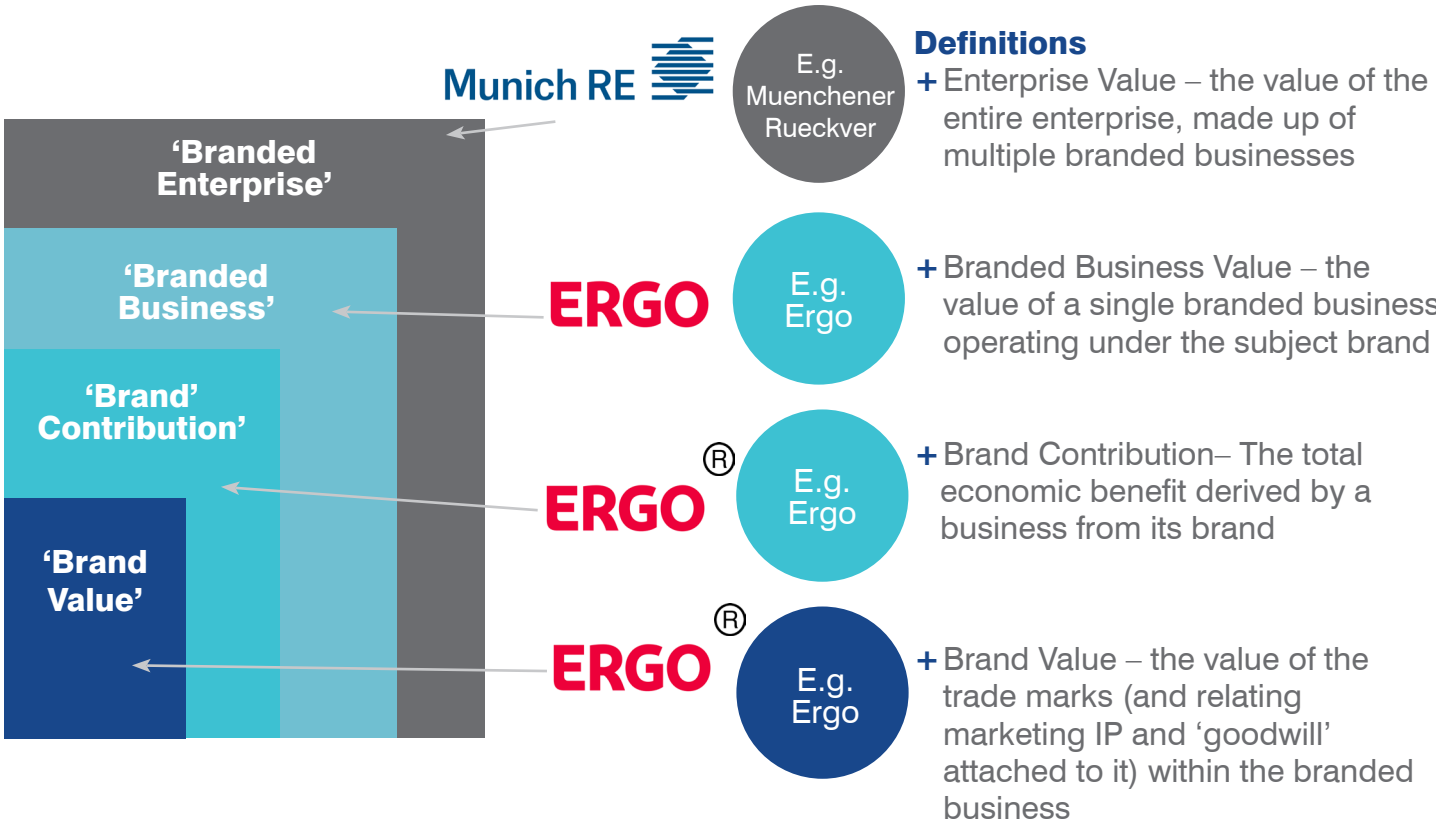 Munich RE
E.g.
Muenchener
Rueckver
Definitions
+ Enterprise Value – the value of the
entire enterprise, made up of
multiple branded businesses
‘Branded
Enterprise’
‘Branded
Business’
ERGO
E.g.
Ergo
+ Branded Business Value – the
value of a single branded business
operating under the subject brand
‘Brand’
Contribution’
ERGO ®
E.g.
Ergo
+ Brand Contribution– The total
economic benefit derived by a
business from its brand
‘Brand
Value’
ERGO ®
E.g.
Ergo
+ Brand Value – the value of the
trade marks (and relating
marketing IP and ‘goodwill’
attached to it) within the branded
business